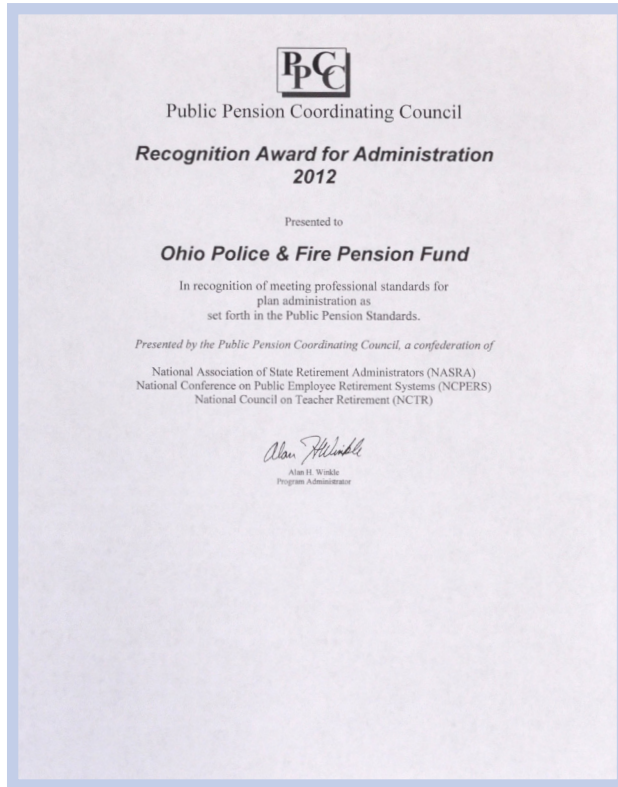 PPCC
Public Pension Coordinating Council
Recognition Award for Administration
2012
Presented to
Ohio Police & Fire Pension Fund
In recognition of meeting professional standards for
plan administration as
set forth in the Public Pension Standards.
Presented by the Public Pension Coordinating Council, a confederation of
National Association of State Retirement Administrators (NASRA)
National Conference on Public Employee Retirement Systems (NCPERS)
National Council on Teacher Retirement (NCTR)
Alan H Winkle
Alan H. Winkle
Program Administrator